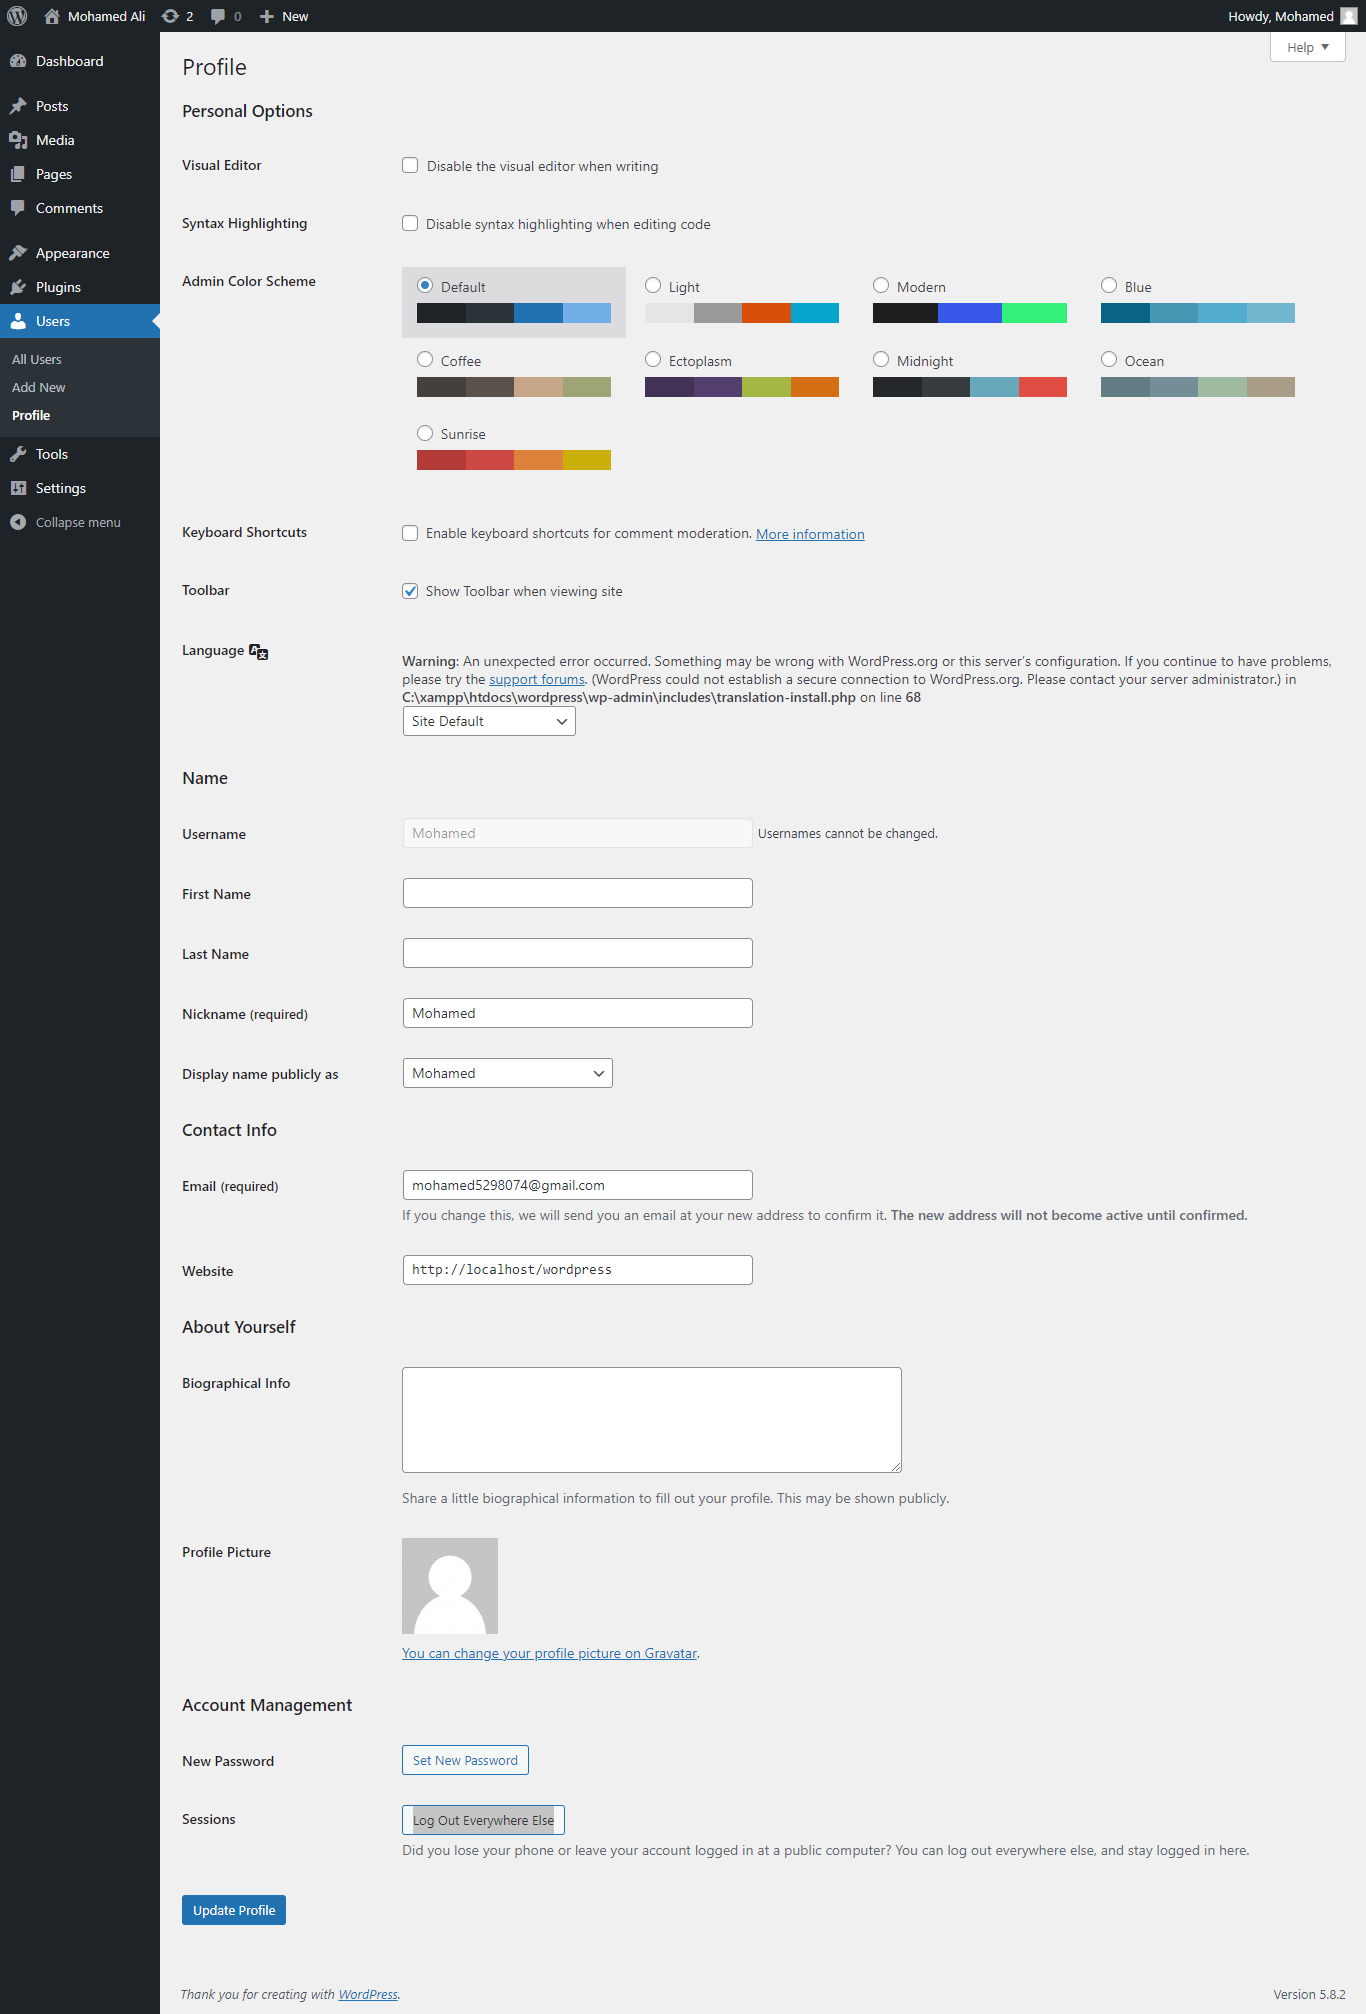 Mohamed Ali 2 0 New Howdy, Mohamed
Dashboard
Posts
Media
Pages
Comments
Appearance
Plugins
Users
All Users
Add New
Profile
Tools
Settings
Collapse menu
Help
Profile
Personal Options
Visual Editor Disable the visual editor when writing
Syntax Highlighting Disable syntax highlighting when editing code
Admin Color Scheme Default Light Modern Blue
Coffee Ectoplasm Midnight Ocean
Sunrise
Keyboard Shortcuts Enable keyboard shortcuts for comment moderation. More information
Toolbar Show Toolbar when viewing site
Language
Warning: An unexpected error occurred. Something may be wrong with WordPress.org or this server's configuration. If you continue to have problems,
please try the support forums. (WordPress could not establish a secure connection to WordPress.org. Please contact your server administrator.) in
C:\xampp\htdocs\wordpress\wp-admin\includes\translation-install.php on line 68
Site Default
Name
Username Mohamed Usernames cannot be changed.
First Name
Last Name
Nickname (required) Mohamed
Display name publicly as Mohamed
Contact Info
Email (required) mohamed5298074@gmail.com
If you change this, we will send you an email at your new address to confirm it. The new address will not become active until confirmed.
Website http://localhost/wordpress
About Yourself
Biographical Info
Share a little biographical information to fill out your profile. This may be shown publicly.
Profile Picture
You can change your profile picture on Gravatar.
Account Management
New Password Set New Password
Sessions Log Out Everywhere Else
Did you lose your phone or leave your account logged in at a public computer? You can log out everywhere else, and stay logged in here.
Update Profile
Thank you for creating with WordPress. Version 5.8.2